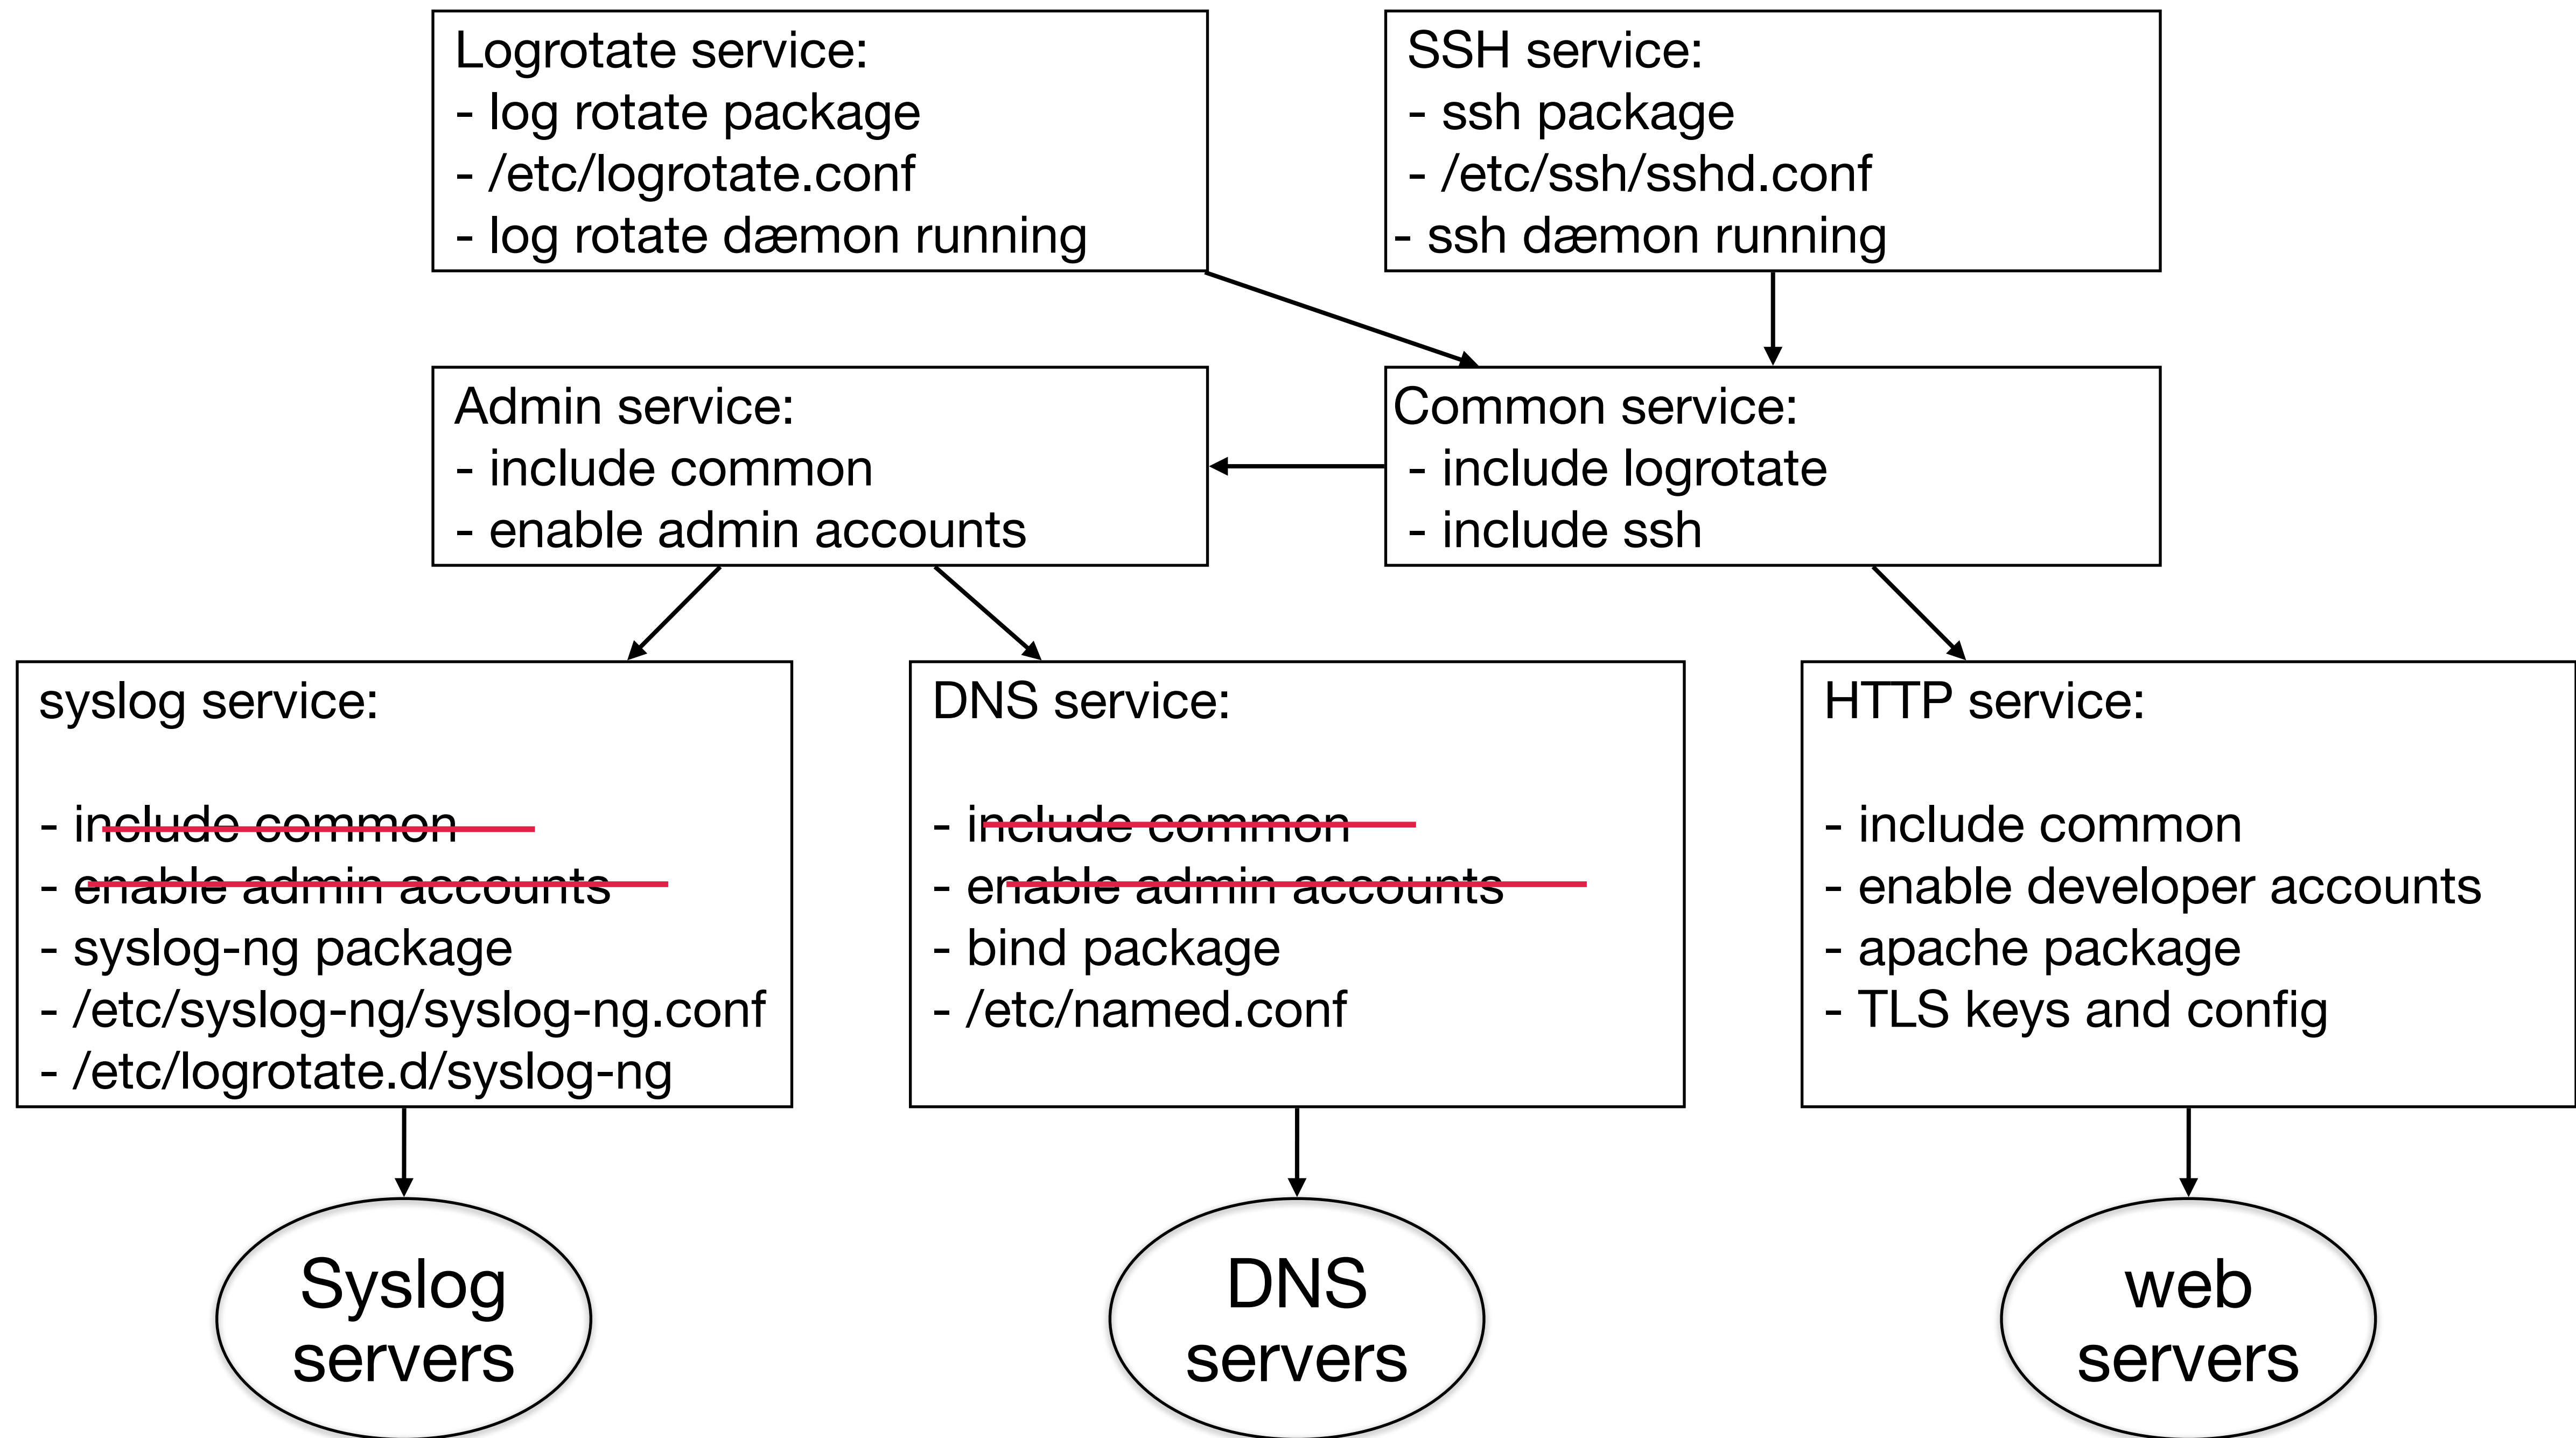 Logrotate service:
- log rotate package
- /etc/logrotate.conf
- log rotate dæmon running
SSH service:
- ssh package
- /etc/ssh/sshd.conf
- ssh dæmon running
Admin service:
- include common
- enable admin accounts
Common service:
- include logrotate
- include ssh
syslog service:
- include common
- enable admin accounts
- syslog-ng package
- /etc/syslog-ng/syslog-ng.conf
- /etc/logrotate.d/syslog-ng
DNS service:
- include common
- enable admin accounts
- bind package
- /etc/named.conf
HTTP service:
- include common
- enable developer accounts
- apache package
- TLS keys and config
Syslog
servers
DNS
servers
web
servers